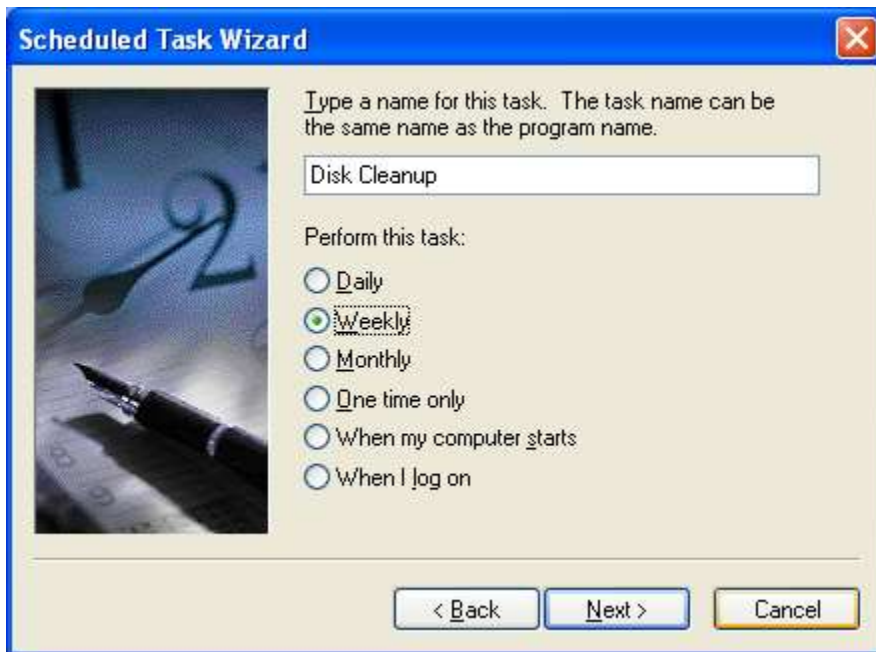 Scheduled Task Wizard
Type a name for this task. The task name can be
the same name as the program name.
Disk Cleanup
Perform this task:
Daily
Weekly
Monthly
One time only
When my computer starts
When I log on
< Back
Next >
Cancel